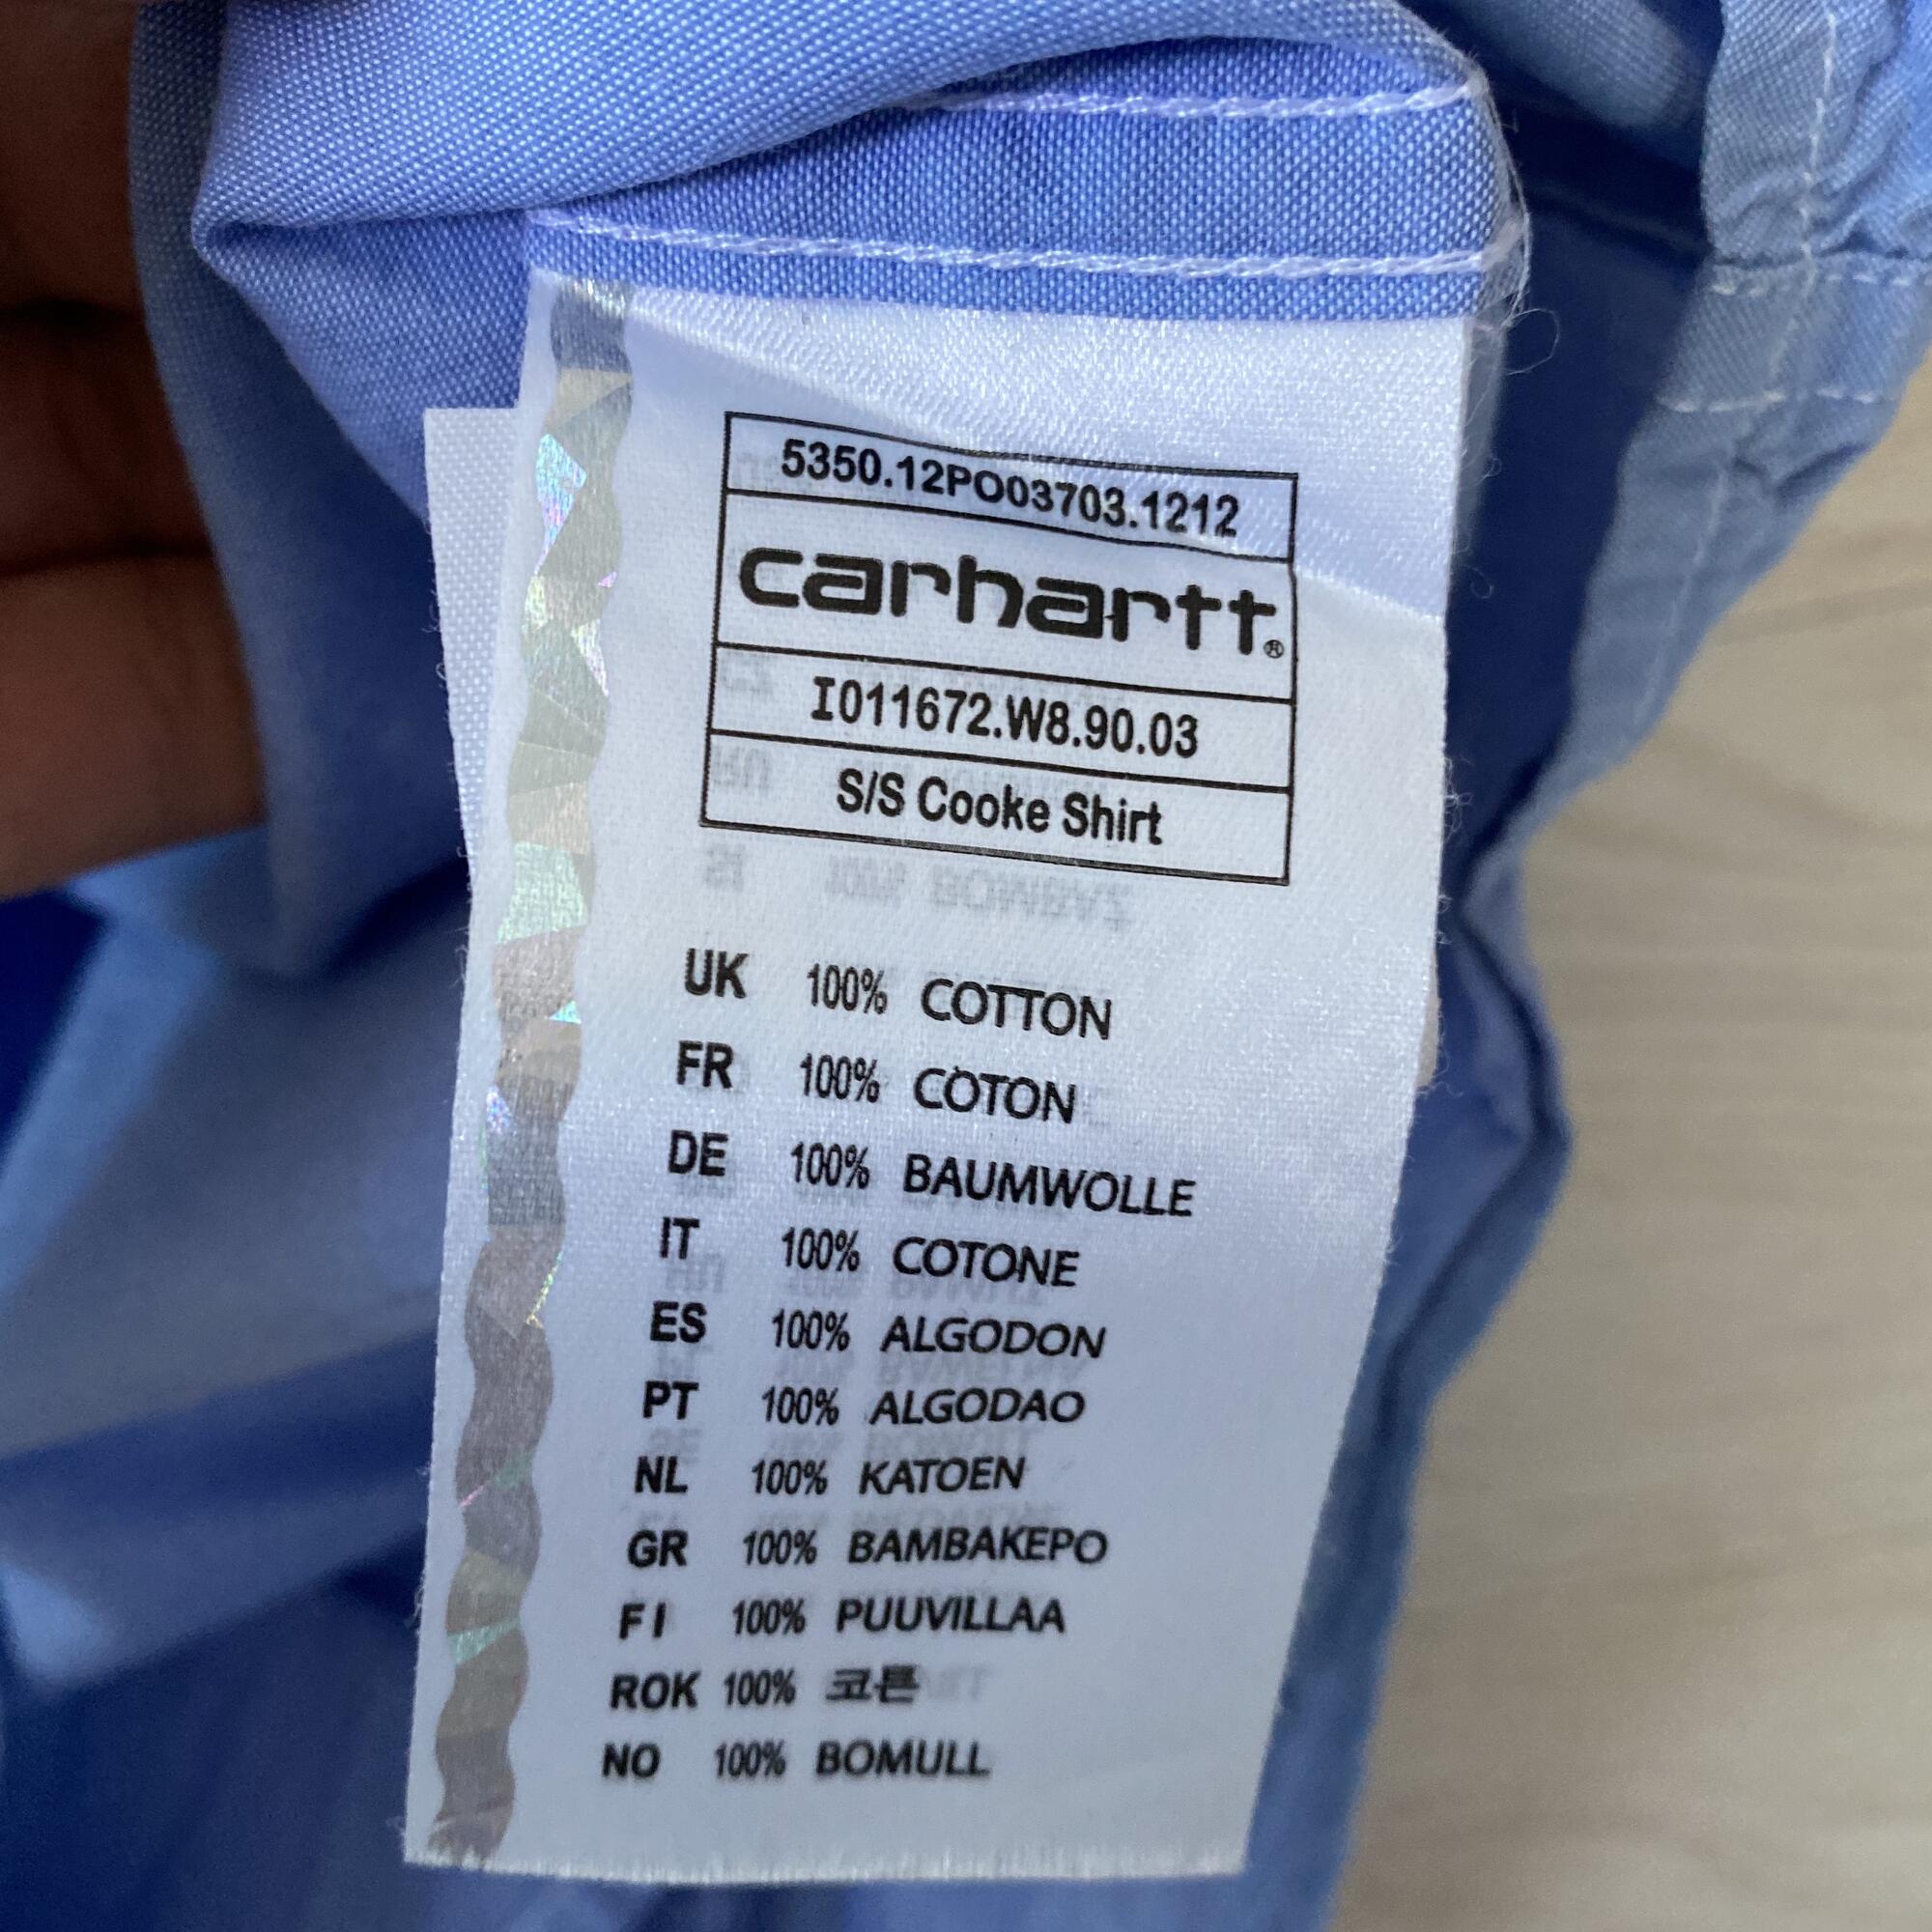 5350.12PO03703.1212
carhartt®
I011672.W8.90.03
S/S Cooke Shirt
UK 100% COTTON
FR 100% COTON
DE 100% BAUMWOLLE
IT 100% COTONE
ES 100% ALGODON
PT 100% ALGODAO
NL 100% KATOEN
GR 100% BAMBAKEPO
FI 100% PUUVILLAA
ROK 100% 코튼
NO 100% BOMULL